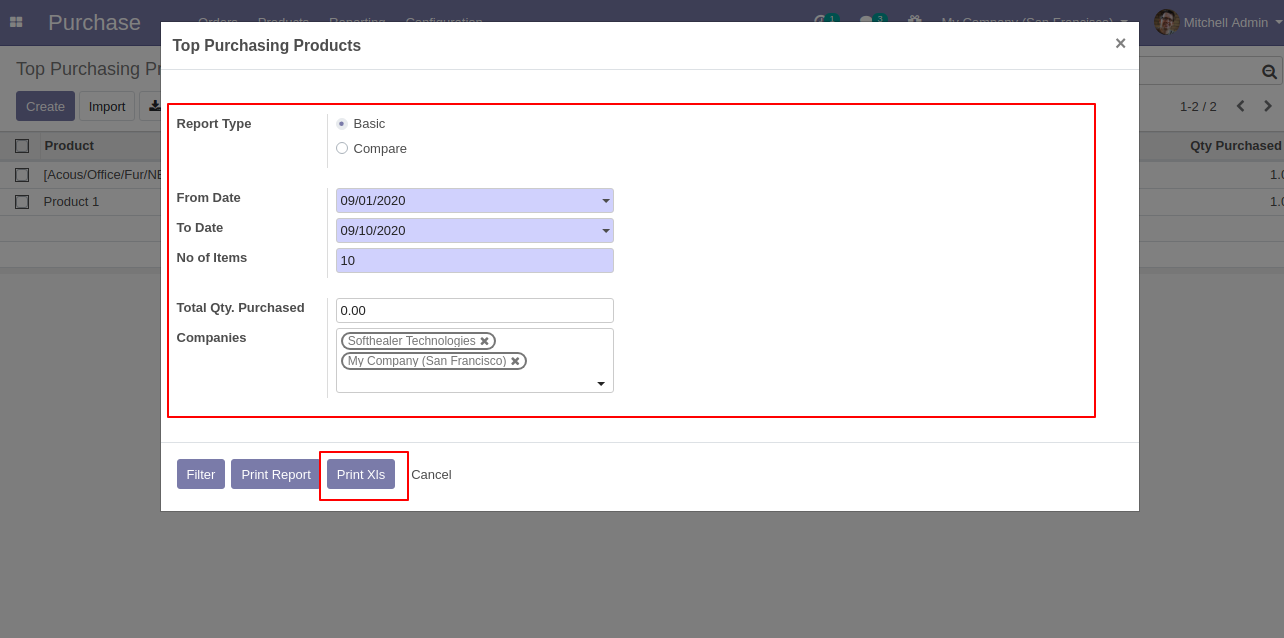 Purchase Orders Products Reporting Configuration 1 3 My Company (San Francisco) Mitchell Admin
Top Purchasing Products ×
Top Purchasing Pr
Create Import 1-2 / 2
Product Qty Purchased
[Acous/Office/Fur/NE 1.0
Product 1 1.0
Report Type Basic
Compare
From Date 09/01/2020
To Date 09/10/2020
No of Items 10
Total Qty. Purchased 0.00
Companies Softhealer Technologies ✖
My Company (San Francisco) ✖
Filter Print Report Print Xls Cancel